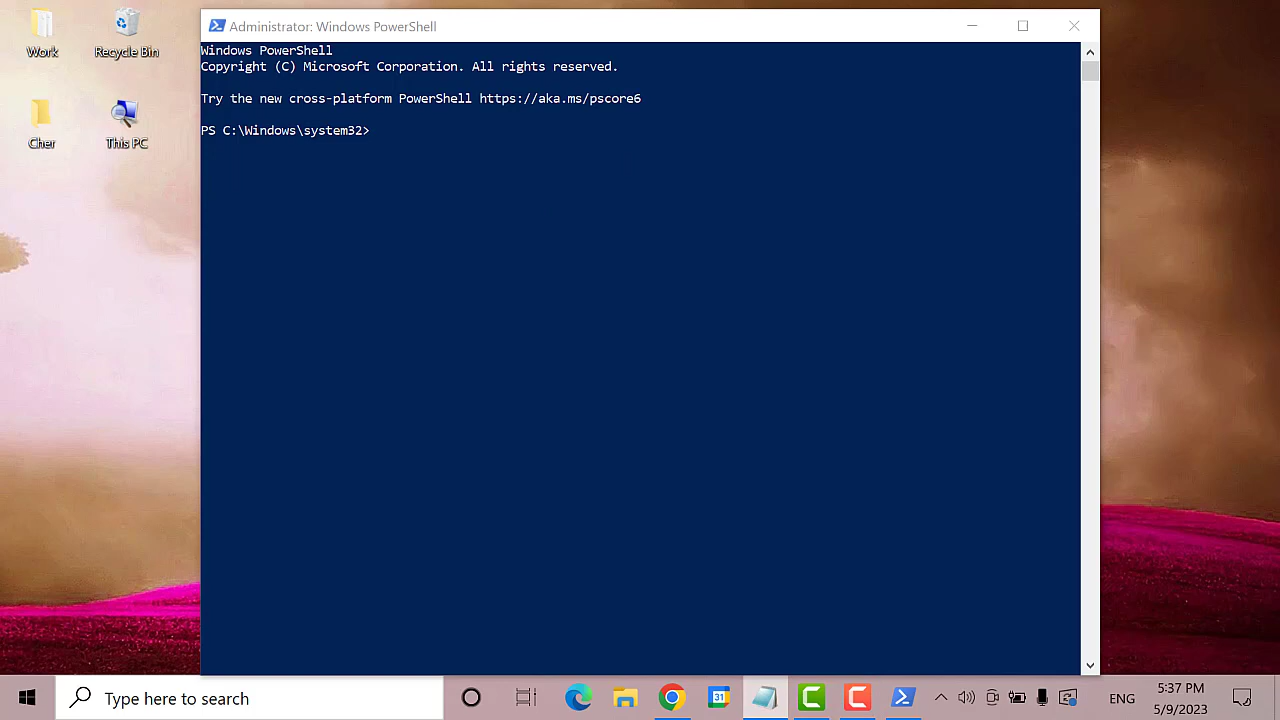 Work
Recycle Bin
Cher
This PC
Administrator: Windows PowerShell
Windows PowerShell
Copyright (C) Microsoft Corporation. All rights reserved.
Try the new cross-platform PowerShell https://aka.ms/pscore6
PS C:\Windows\system32>
Type here to search
31
ENG
5:37 PM
5/9/2023